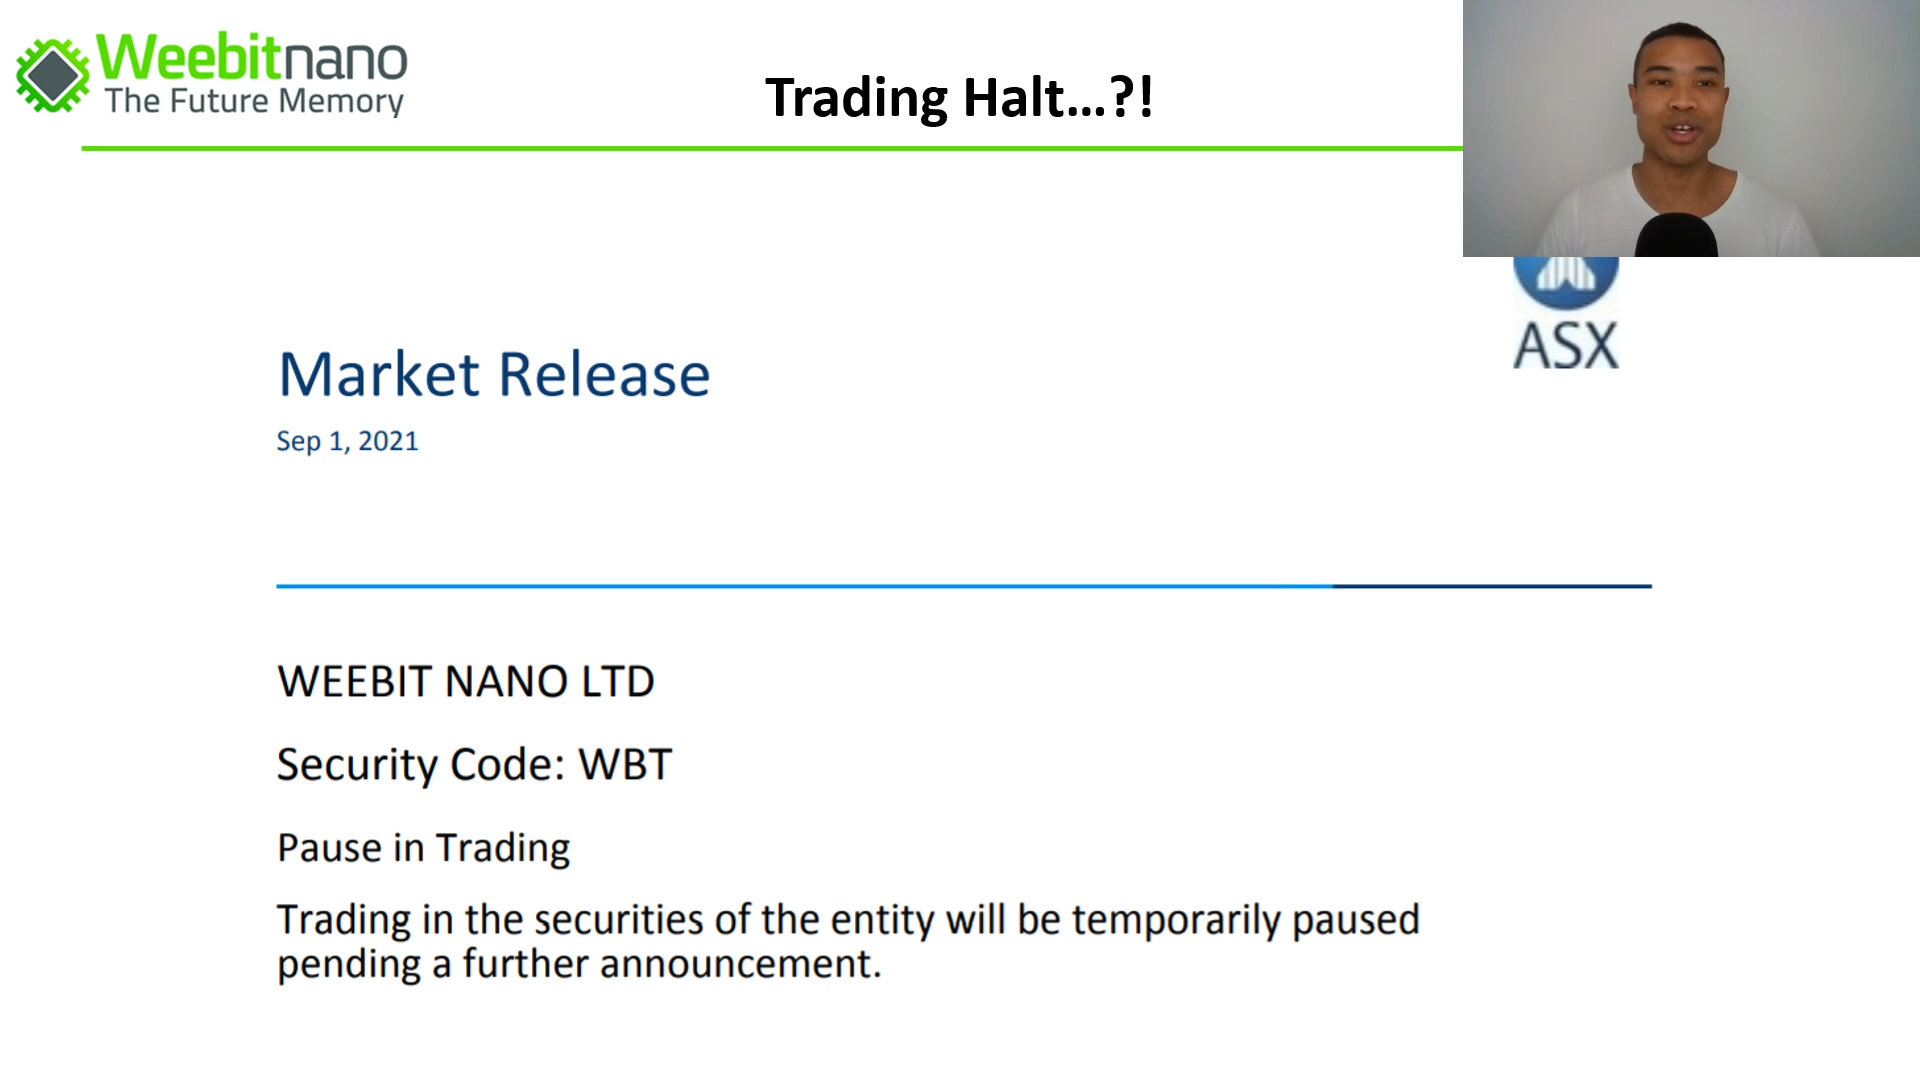 Weebitnano
The Future Memory
Trading Halt...?!
ASX
Market Release
Sep 1, 2021
WEEBIT NANO LTD
Security Code: WBT
Pause in Trading
Trading in the securities of the entity will be temporarily paused
pending a further announcement.